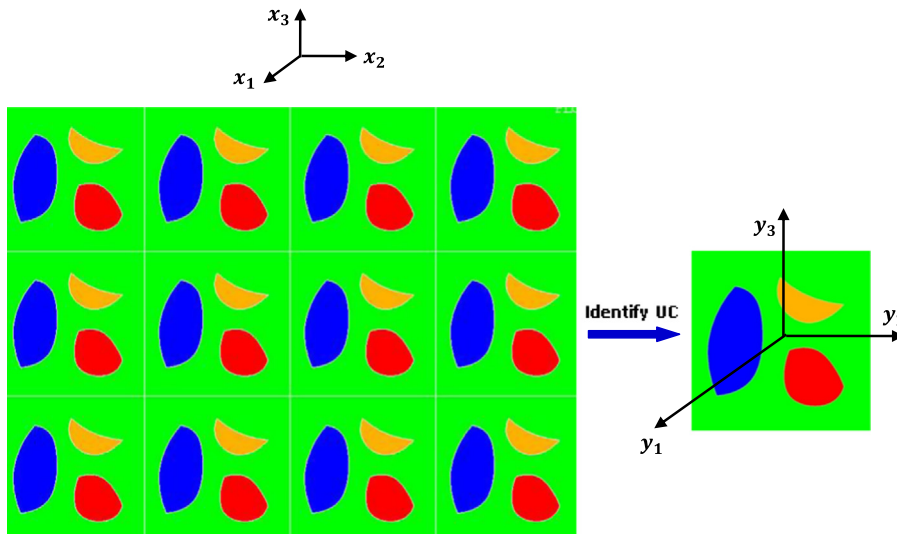 x₃
x₂
x₁
y₃
Identify UC
y₁